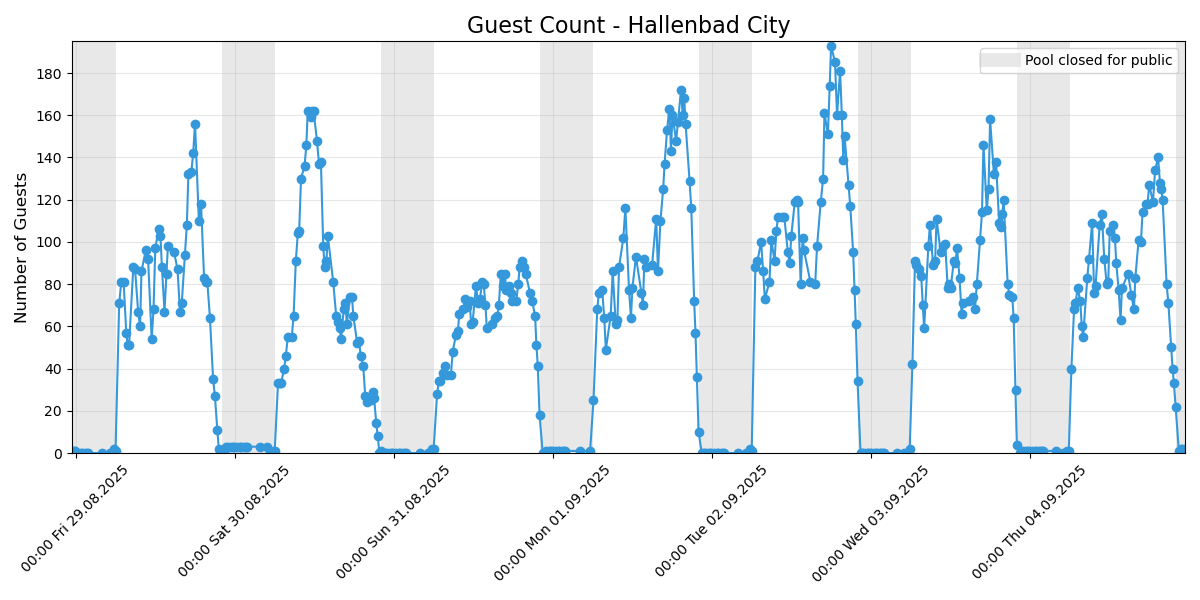 Guest Count - Hallenbad City
Pool closed for public
Number of Guests
180
160
140
120
100
80
60
40
20
0
00:00 Fri 29.08.2025
00:00 Sat 30.08.2025
00:00 Sun 31.08.2025
00:00 Mon 01.09.2025
00:00 Tue 02.09.2025
00:00 Wed 03.09.2025
00:00 Thu 04.09.2025